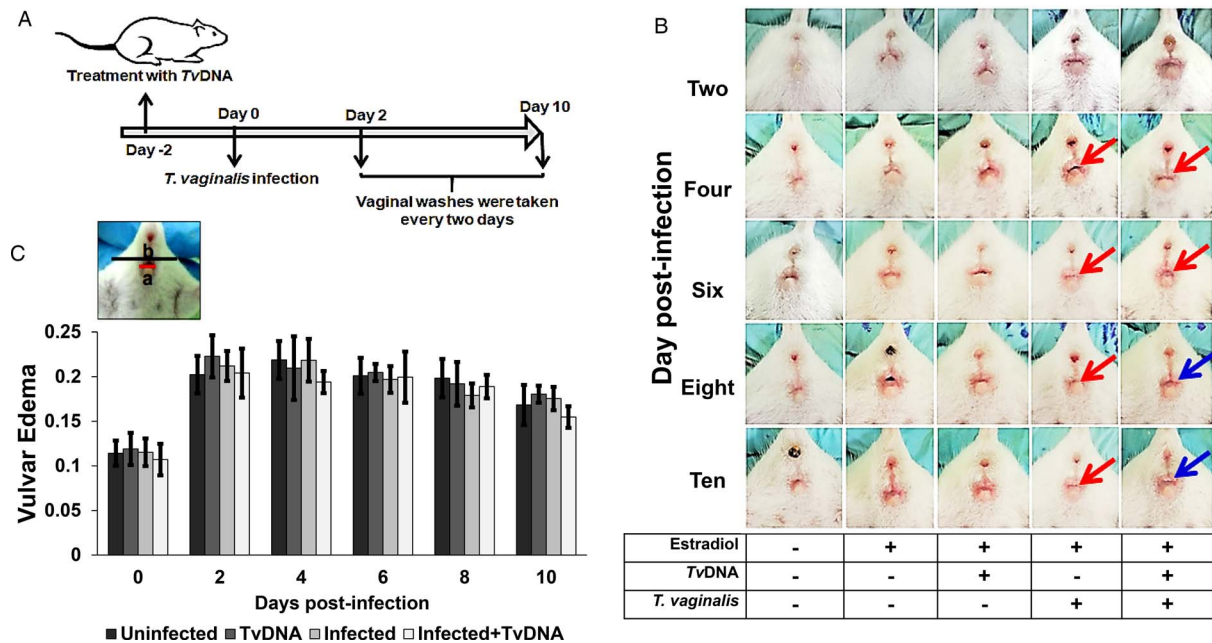 A
Treatment with TvDNA
Day -2
Day 0
T. vaginalis infection
Day 2
Day 10
Vaginal washes were taken
every two days
B
Day post-infection
Two
Four
Six
Eight
Ten
Estradiol - + + + +
TvDNA - - + - +
T. vaginalis - - - + +
C
b
a
Vulvar Edema
0.25
0.2
0.15
0.1
0.05
0
0 2 4 6 8 10
Days post-infection
Uninfected TvDNA Infected Infected+TvDNA